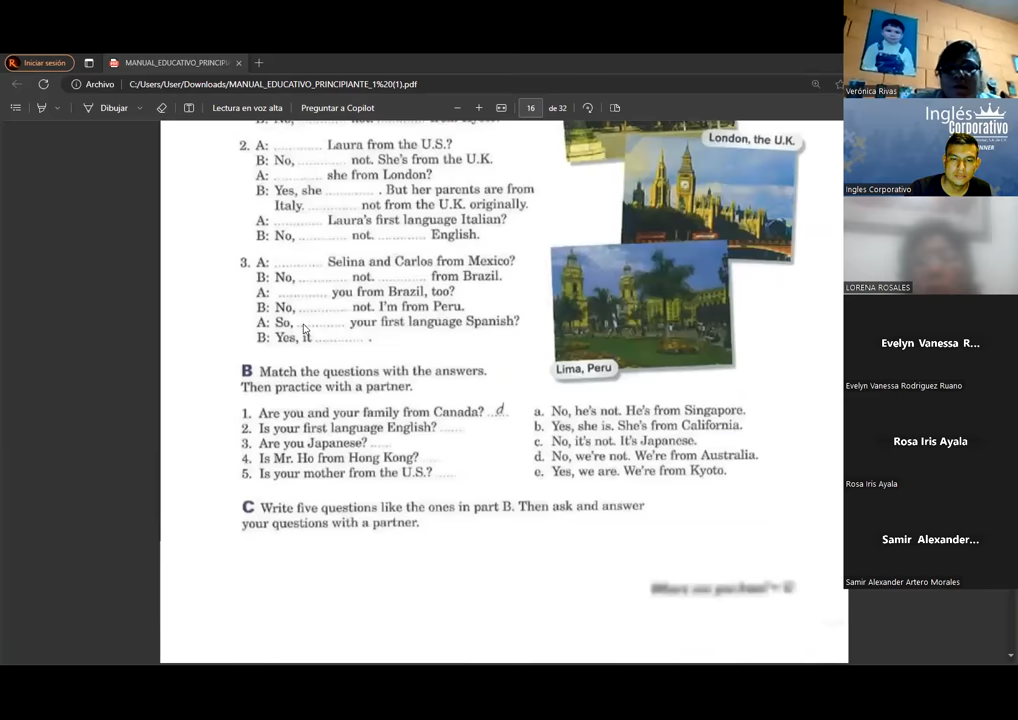 Iniciar sesión
MANUAL_EDUCATIVO_PRINCIPI
Archivo
C:/Users/User/Downloads/MANUAL_EDUCATIVO_PRINCIPIANTE_1%20(1).pdf
Dibujar
Lectura en voz alta
Preguntar a Copilot
16
de 32
2. A: ............ Laura from the U.S.?
B: No, ............ not. She's from the U.K.
A: ............ she from London?
B: Yes, she ............ . But her parents are from
Italy. ............ not from the U.K. originally.
A: ............ Laura's first language Italian?
B: No, ............ not. ............ English.
3. A: ............ Selina and Carlos from Mexico?
B: No, ............ not. ............ from Brazil.
A: ............ you from Brazil, too?
B: No, ............ not. I'm from Peru.
A: So, ............ your first language Spanish?
B: Yes, it ............ .
London, the U.K.
Lima, Peru
B Match the questions with the answers.
Then practice with a partner.
1. Are you and your family from Canada? ...d...
2. Is your first language English? ......
3. Are you Japanese? ......
4. Is Mr. Ho from Hong Kong? ......
5. Is your mother from the U.S.? ......
a. No, he's not. He's from Singapore.
b. Yes, she is. She's from California.
c. No, it's not. It's Japanese.
d. No, we're not. We're from Australia.
e. Yes, we are. We're from Kyoto.
C Write five questions like the ones in part B. Then ask and answer
your questions with a partner.
Verónica Rivas
Inglés
Corporativo
Ingles Corporativo
LORENA ROSALES
Evelyn Vanessa R...
Evelyn Vanessa Rodriguez Ruano
Rosa Iris Ayala
Rosa Iris Ayala
Samir Alexander...
Samir Alexander Artero Morales